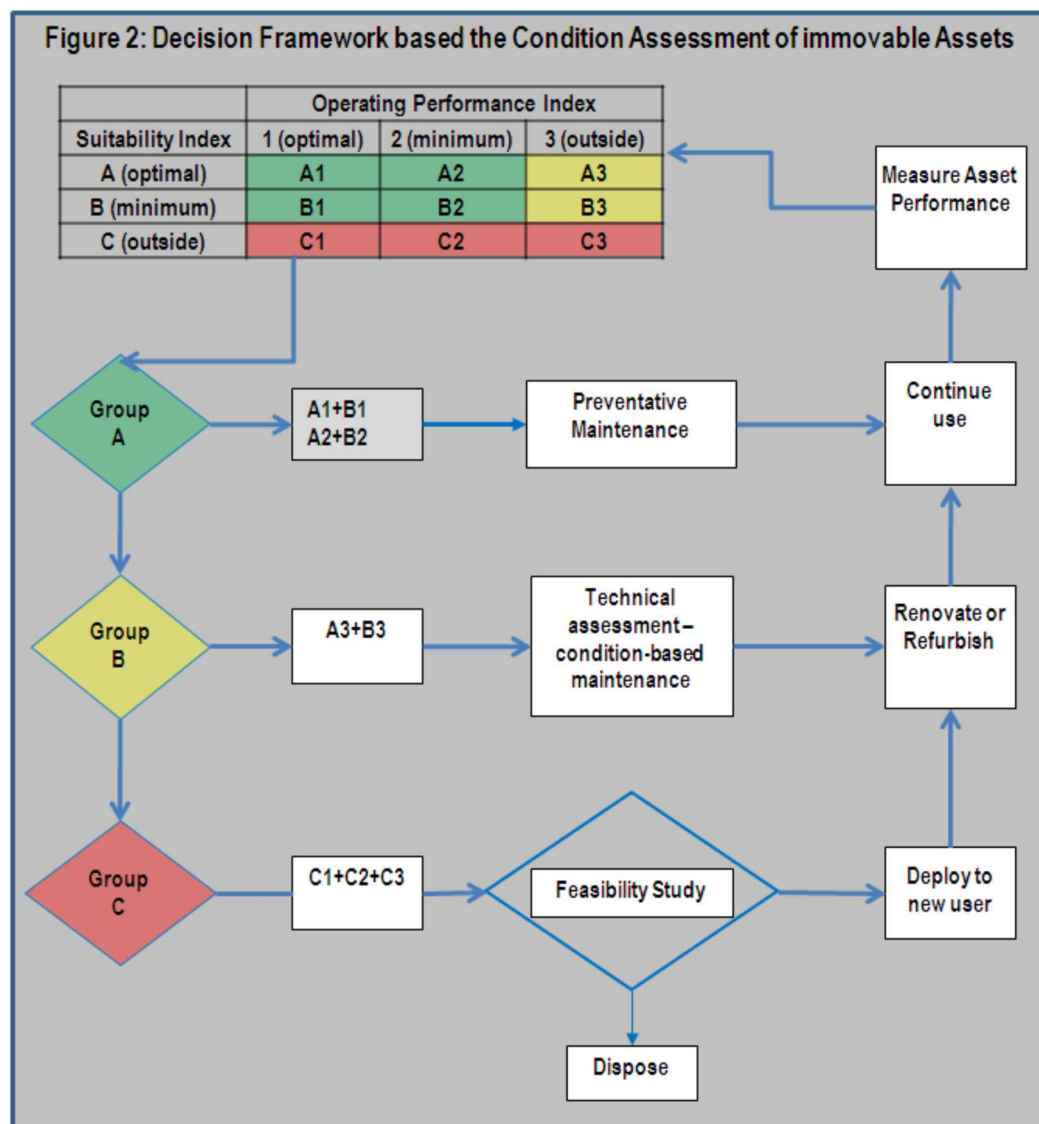 Figure 2: Decision Framework based the Condition Assessment of immovable Assets
Operating Performance Index
Suitability Index 1 (optimal) 2 (minimum) 3 (outside)
A (optimal) A1 A2 A3
B (minimum) B1 B2 B3
C (outside) C1 C2 C3
Measure Asset
Performance
Group
A
A1+B1
A2+B2
Preventative
Maintenance
Continue
use
Group
B
A3+B3
Technical
assessment –
condition-based
maintenance
Renovate or
Refurbish
Group
C
C1+C2+C3
Feasibility Study
Deploy to
new user
Dispose